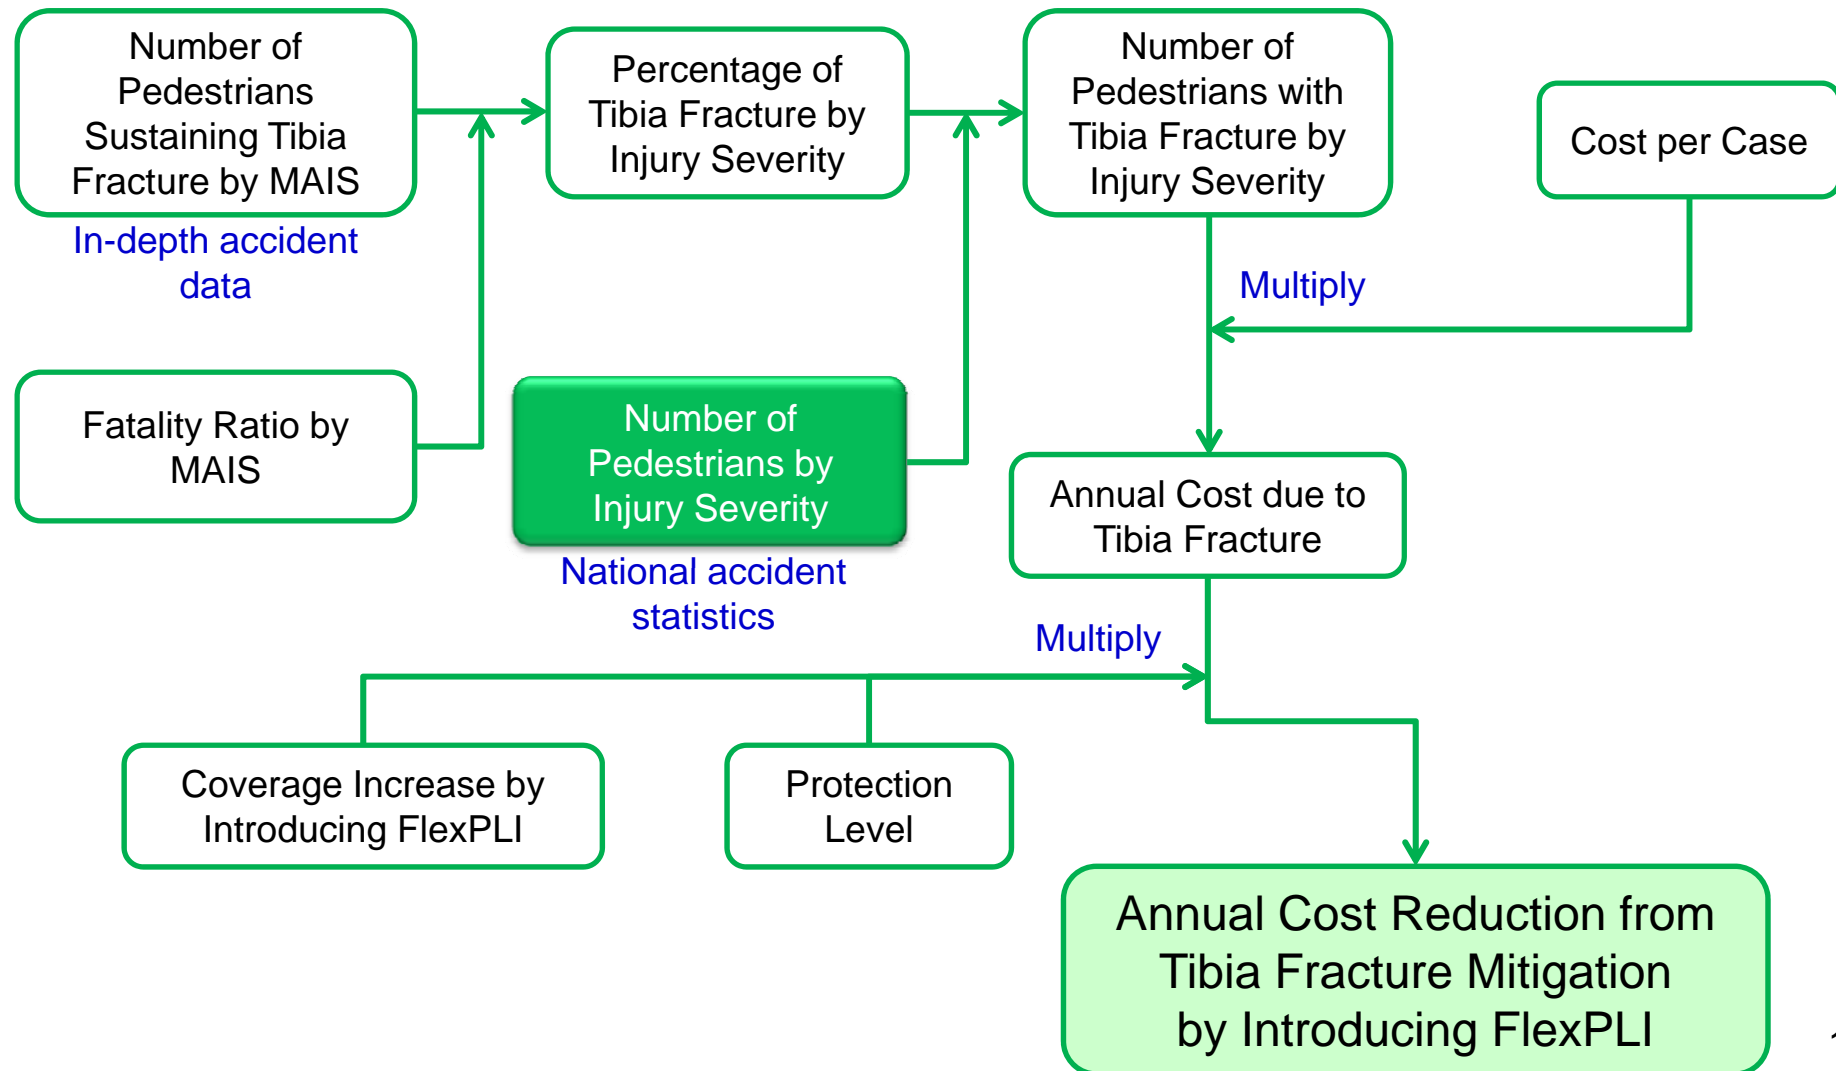 Number of
Pedestrians
Sustaining Tibia
Fracture by MAIS
In-depth accident
data
Percentage of
Tibia Fracture by
Injury Severity
Number of
Pedestrians with
Tibia Fracture by
Injury Severity
Cost per Case
Multiply
Fatality Ratio by
MAIS
Number of
Pedestrians by
Injury Severity
National accident
statistics
Annual Cost due to
Tibia Fracture
Multiply
Coverage Increase by
Introducing FlexPLI
Protection
Level
Annual Cost Reduction from
Tibia Fracture Mitigation
by Introducing FlexPLI